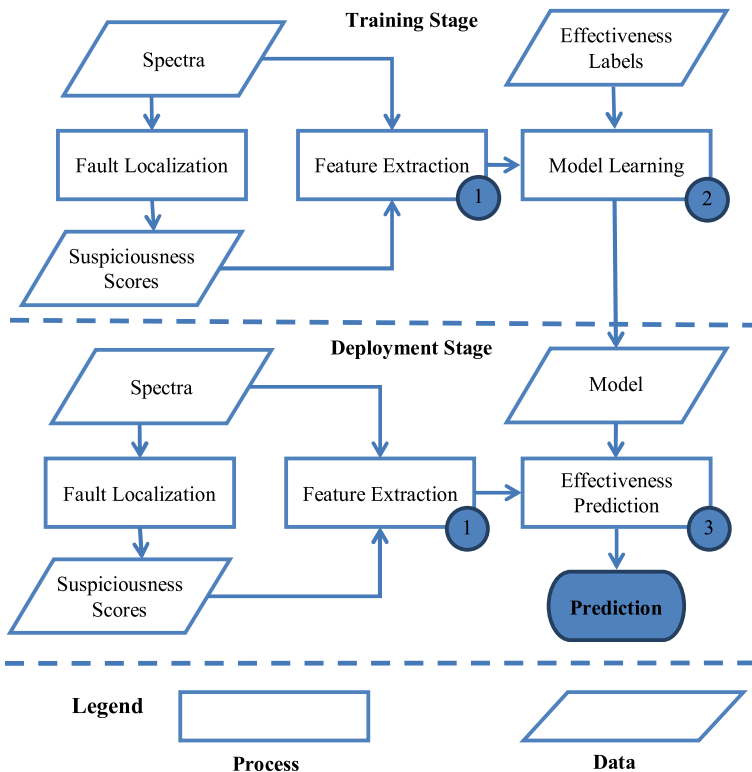 Training Stage
Spectra
Effectiveness
Labels
Fault Localization
Feature Extraction
1
Model Learning
2
Suspiciousness
Scores
Deployment Stage
Spectra
Model
Fault Localization
Feature Extraction
1
Effectiveness
Prediction
3
Suspiciousness
Scores
Prediction
Legend
Process
Data